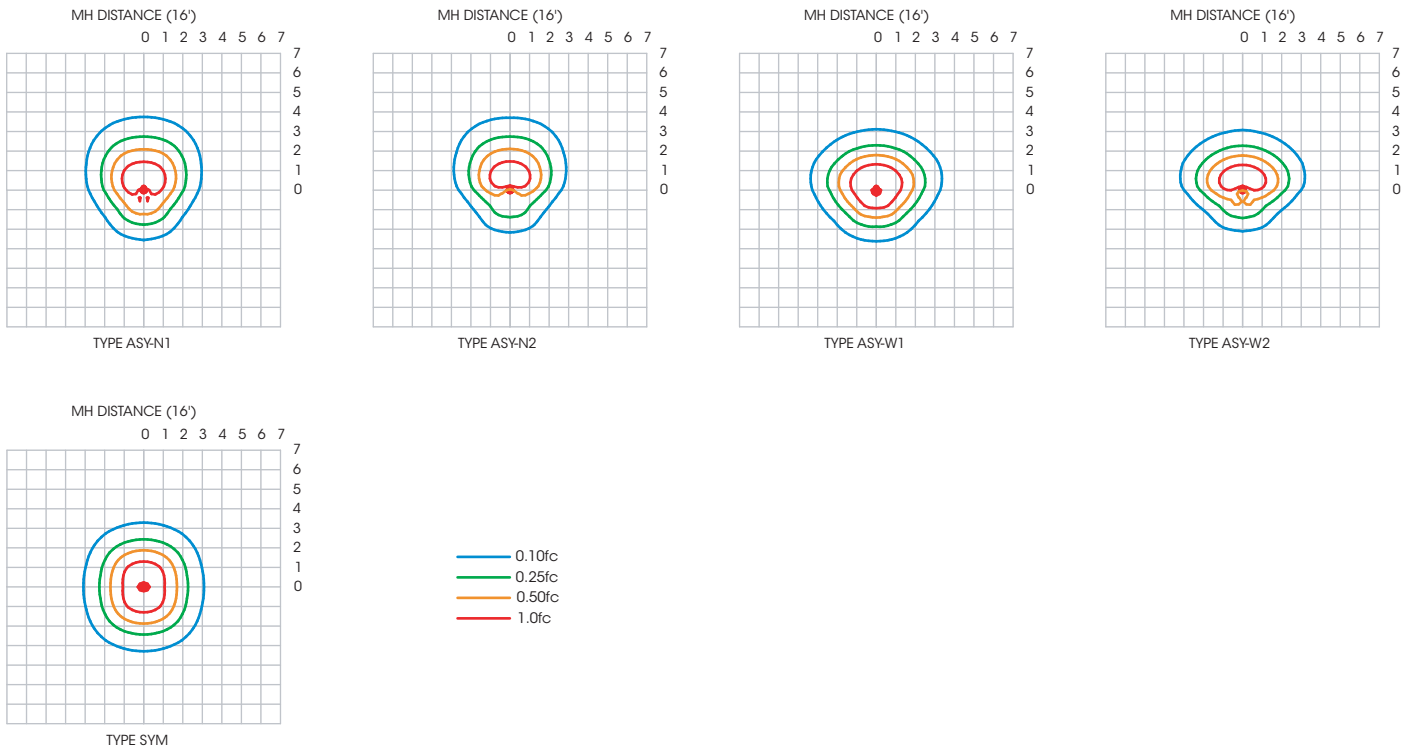 MH DISTANCE (16')
0 1 2 3 4 5 6 7
7
6
5
4
3
2
1
0
TYPE ASY-N1
MH DISTANCE (16')
0 1 2 3 4 5 6 7
7
6
5
4
3
2
1
0
TYPE ASY-N2
MH DISTANCE (16')
0 1 2 3 4 5 6 7
7
6
5
4
3
2
1
0
TYPE ASY-W1
MH DISTANCE (16')
0 1 2 3 4 5 6 7
7
6
5
4
3
2
1
0
TYPE ASY-W2
MH DISTANCE (16')
0 1 2 3 4 5 6 7
7
6
5
4
3
2
1
0
TYPE SYM
0.10fc
0.25fc
0.50fc
1.0fc